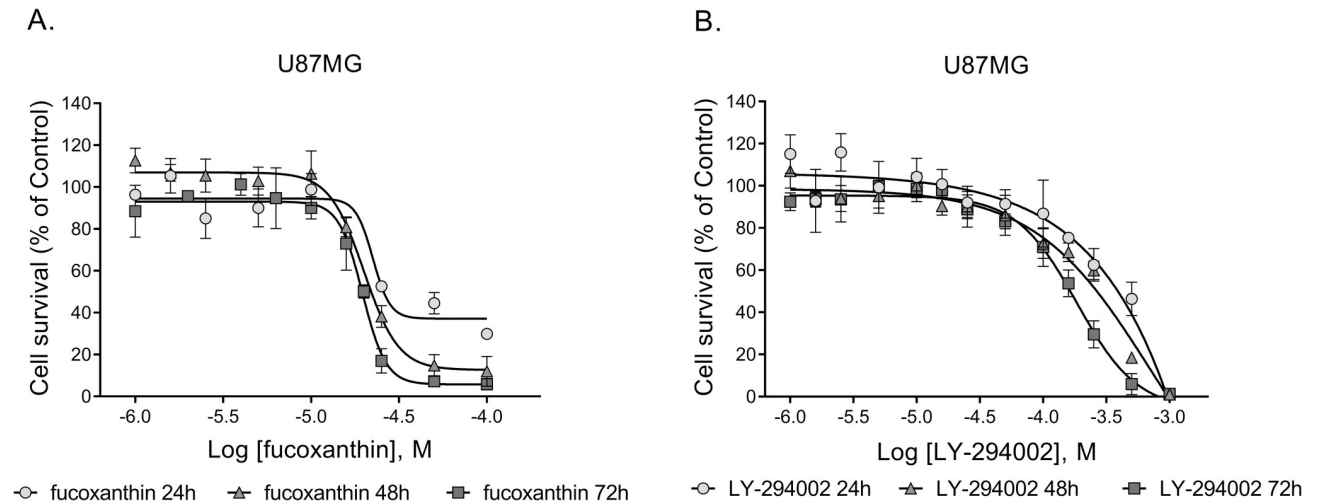 A.
U87MG
Cell survival (% of Control)
140
120
100
80
60
40
20
0
-6.0 -5.5 -5.0 -4.5 -4.0
Log [fucoxanthin], M
fucoxanthin 24h fucoxanthin 48h fucoxanthin 72h
B.
U87MG
Cell survival (% of Control)
140
120
100
80
60
40
20
0
-6.0 -5.5 -5.0 -4.5 -4.0 -3.5 -3.0
Log [LY-294002], M
LY-294002 24h LY-294002 48h LY-294002 72h